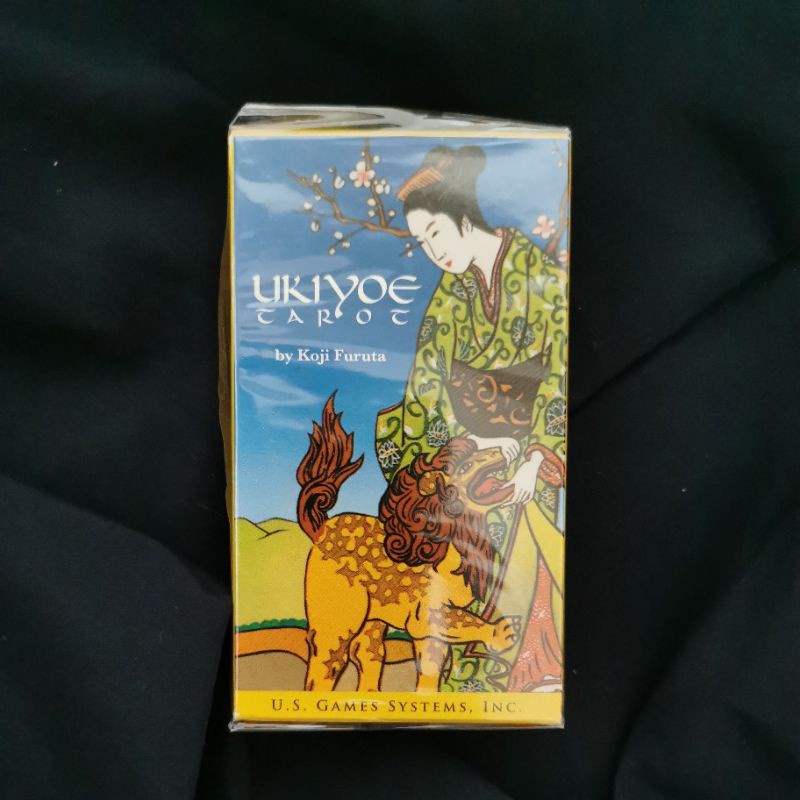 UKIYOE
TAROT
by Koji Furuta
U.S. GAMES SYSTEMS, INC.